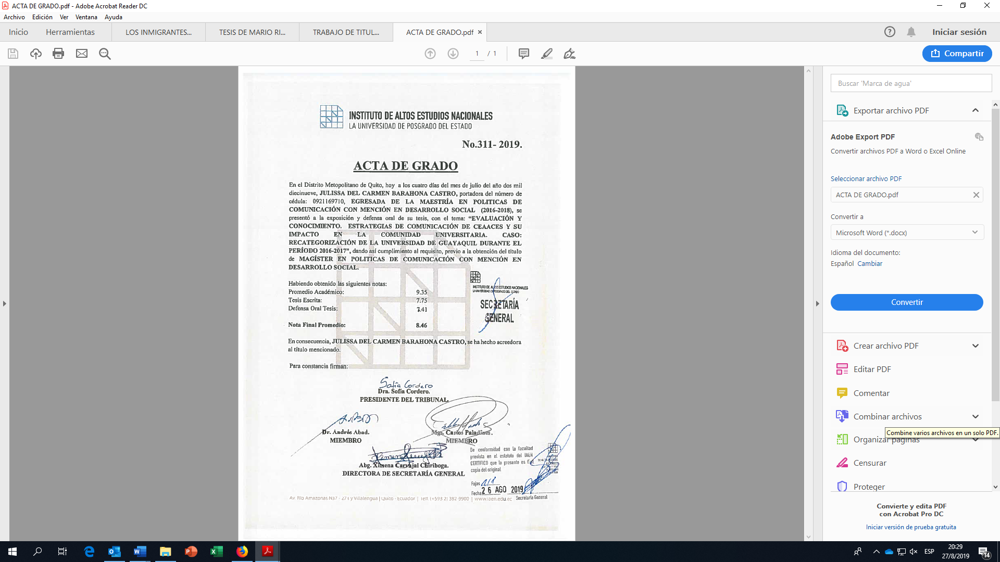 ACTA DE GRADO.pdf - Adobe Acrobat Reader DC
Archivo Edición Ver Ventana Ayuda
Inicio Herramientas LOS INMIGRANTES... TESIS DE MARIO RI... TRABAJO DE TITUL... ACTA DE GRADO.pdf Iniciar sesión
1 / 1 Compartir
INSTITUTO DE ALTOS ESTUDIOS NACIONALES
LA UNIVERSIDAD DE POSGRADO DEL ESTADO
No.311- 2019.
ACTA DE GRADO
En el Distrito Metopolitano de Quito, hoy a los cuatro días del mes de julio del año dos mil
diecinueve, JULISSA DEL CARMEN BARAHONA CASTRO, portadora del número de
cédula: 0921169710, EGRESADA DE LA MAESTRÍA EN POLITICAS DE
COMUNICACIÓN CON MENCIÓN EN DESARROLLO SOCIAL (2016-2018), se
presentó a la exposición y defensa oral de su tesis, con el tema: "EVALUACIÓN Y
CONOCIMIENTO. ESTRATEGIAS DE COMUNICACIÓN DE CEAACES Y SU
IMPACTO EN LA COMUNIDAD UNIVERSITARIA. CASO:
RECATEGORIZACIÓN DE LA UNIVERSIDAD DE GUAYAQUIL DURANTE EL
PERÍODO 2016-2017", dando así cumplimiento al requisito, previo a la obtención del título
de MAGÍSTER EN POLITICAS DE COMUNICACIÓN CON MENCIÓN EN
DESARROLLO SOCIAL.
Habiendo obtenido las siguientes notas:
Promedio Académico: 9.35
Tesis Escrita: 7.75
Defensa Oral Tesis: 7.41
Nota Final Promedio: 8.46
INSTITUTO DE ALTOS ESTUDIOS NACIONALES
LA UNIVERSIDAD DE POSGRADO DEL ESTADO
SECRETARÍA
GENERAL
En consecuencia, JULISSA DEL CARMEN BARAHONA CASTRO, se ha hecho acreedora
al título mencionado.
Para constancia firman:
Sofía Cordero
Dra. Sofía Cordero.
PRESIDENTE DEL TRIBUNAL
Dr. Andrés Abad.
MIEMBRO
Mgs. Carlos Paladines.
MIEMBRO
Abg. Ximena Carvajal Chiriboga.
DIRECTORA DE SECRETARÍA GENERAL
De conformidad con la facultad
prevista en el estatuto del IAEN
CERTIFICO que la presente es fiel
copia del original
Fojas
Fecha 26 AGO 2019
Secretaría General
Av. Río Amazonas N37 - 271 y Villalengua | Quito - Ecuador | Telf. (+593 2) 382 9900 | www.iaen.edu.ec
Buscar 'Marca de agua'
Exportar archivo PDF
Adobe Export PDF
Convertir archivos PDF a Word o Excel Online
Seleccionar archivo PDF
ACTA DE GRADO.pdf
Convertir a
Microsoft Word (*.docx)
Idioma del documento:
Español Cambiar
Convertir
Crear archivo PDF
Editar PDF
Comentar
Combinar archivos
Combine varios archivos en un solo PDF.
Organizar páginas
Censurar
Proteger
Convierte y edita PDF
con Acrobat Pro DC
Iniciar versión de prueba gratuita
ESP
20:29
27/8/2019
14